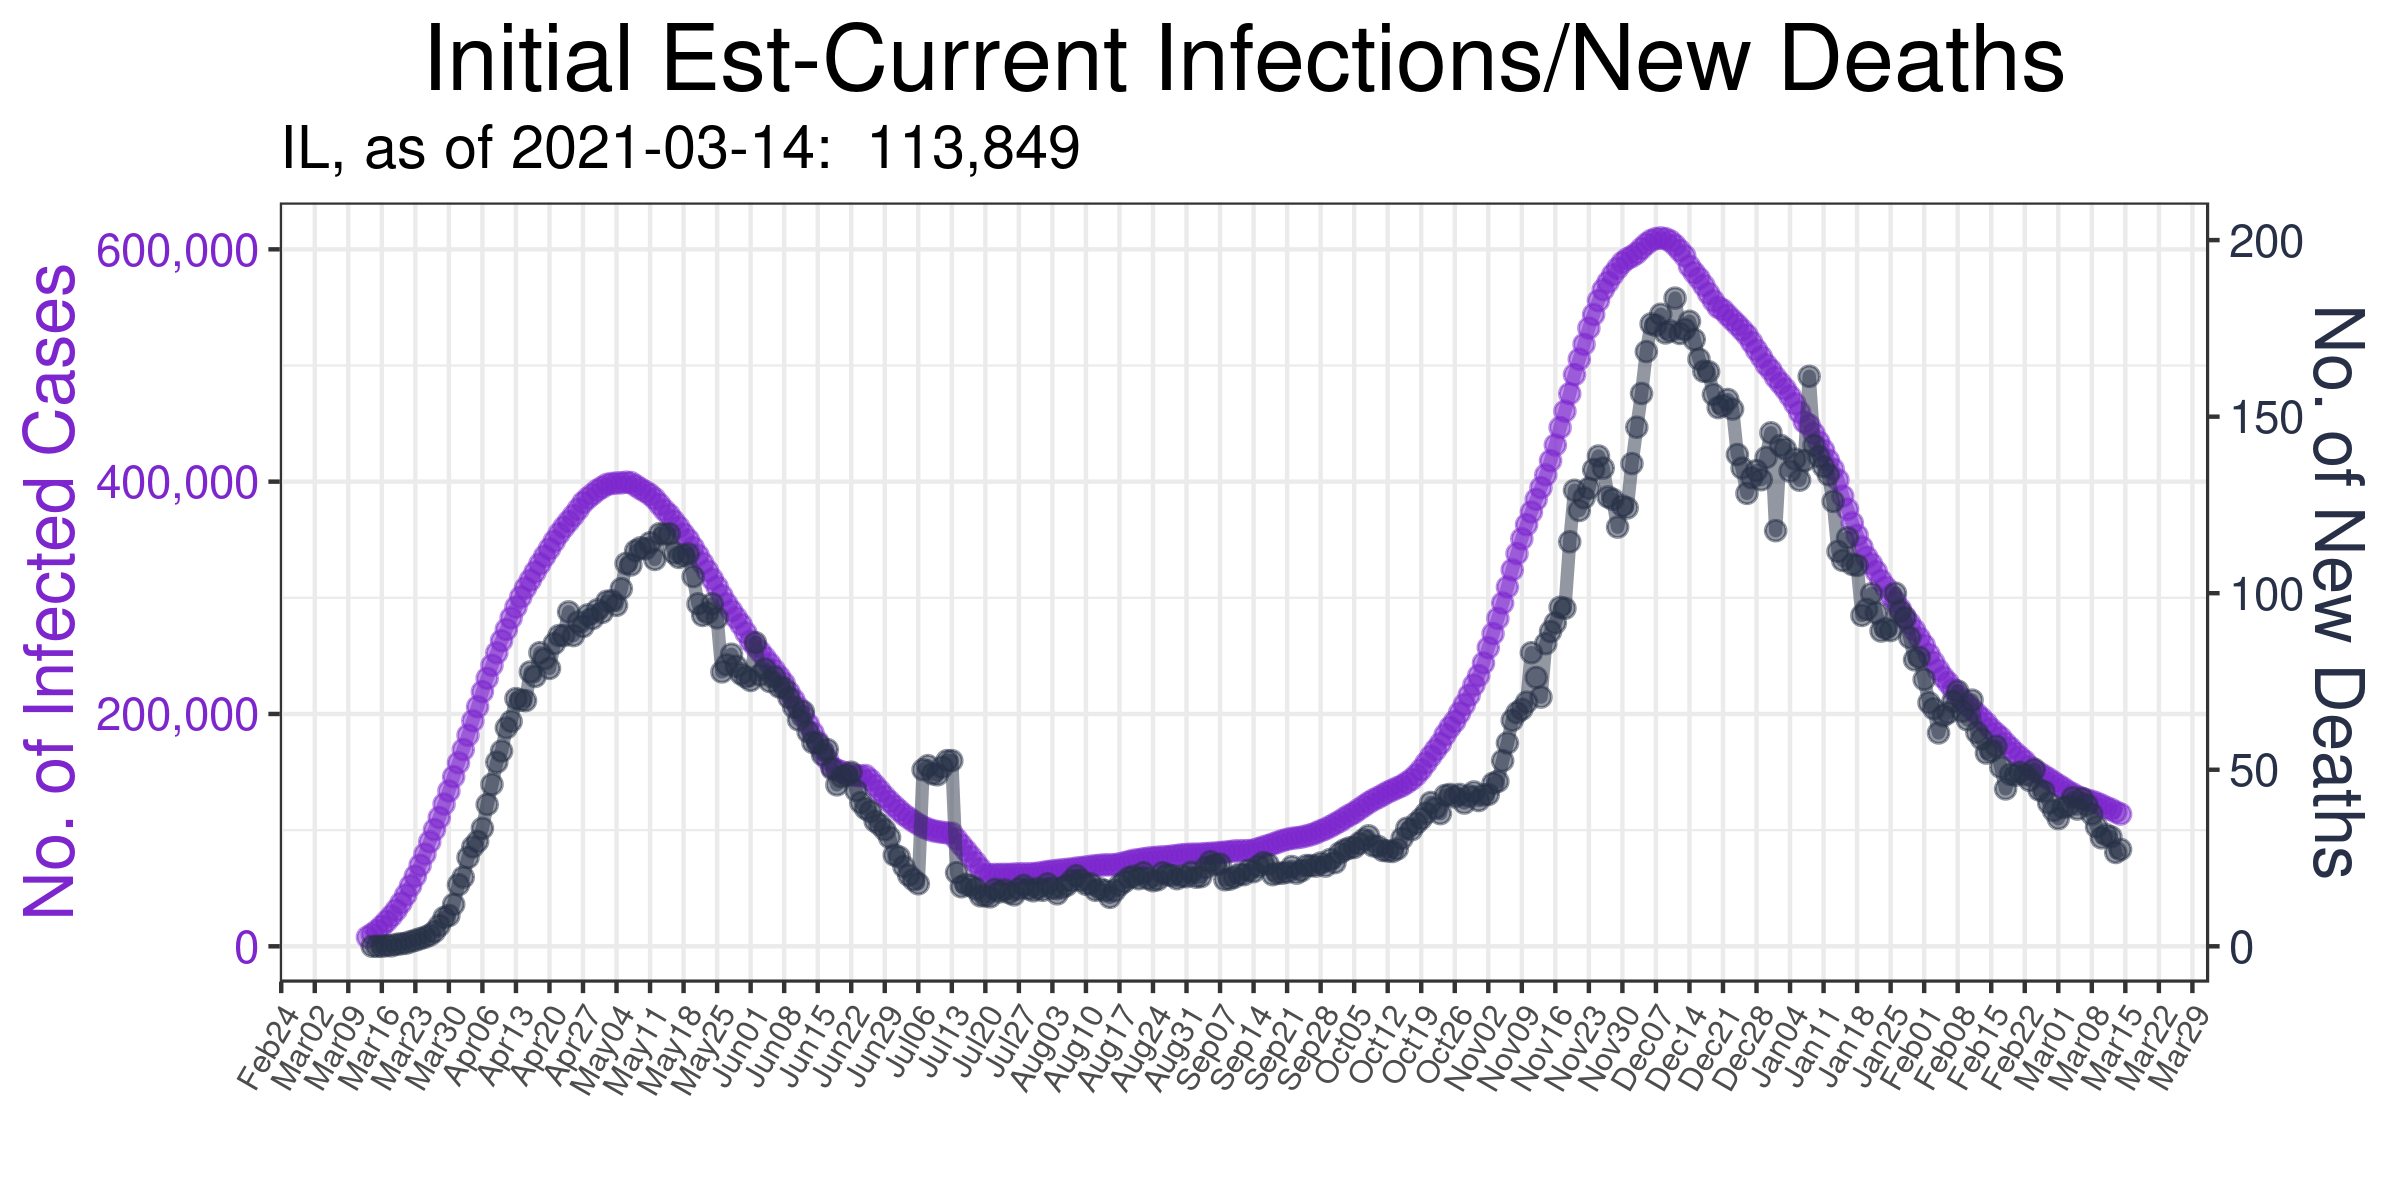 Initial Est-Current Infections/New Deaths
IL, as of 2021-03-14:  113,849
No. of Infected Cases
600,000
400,000
200,000
0
200
150
100
50
0
No. of New Deaths
Feb24
Mar02
Mar09
Mar16
Mar23
Mar30
Apr06
Apr13
Apr20
Apr27
May04
May11
May18
May25
Jun01
Jun08
Jun15
Jun22
Jun29
Jul06
Jul13
Jul20
Jul27
Aug03
Aug10
Aug17
Aug24
Aug31
Sep07
Sep14
Sep21
Sep28
Oct05
Oct12
Oct19
Oct26
Nov02
Nov09
Nov16
Nov23
Nov30
Dec07
Dec14
Dec21
Dec28
Jan04
Jan11
Jan18
Jan25
Feb01
Feb08
Feb15
Feb22
Mar01
Mar08
Mar15
Mar22
Mar29